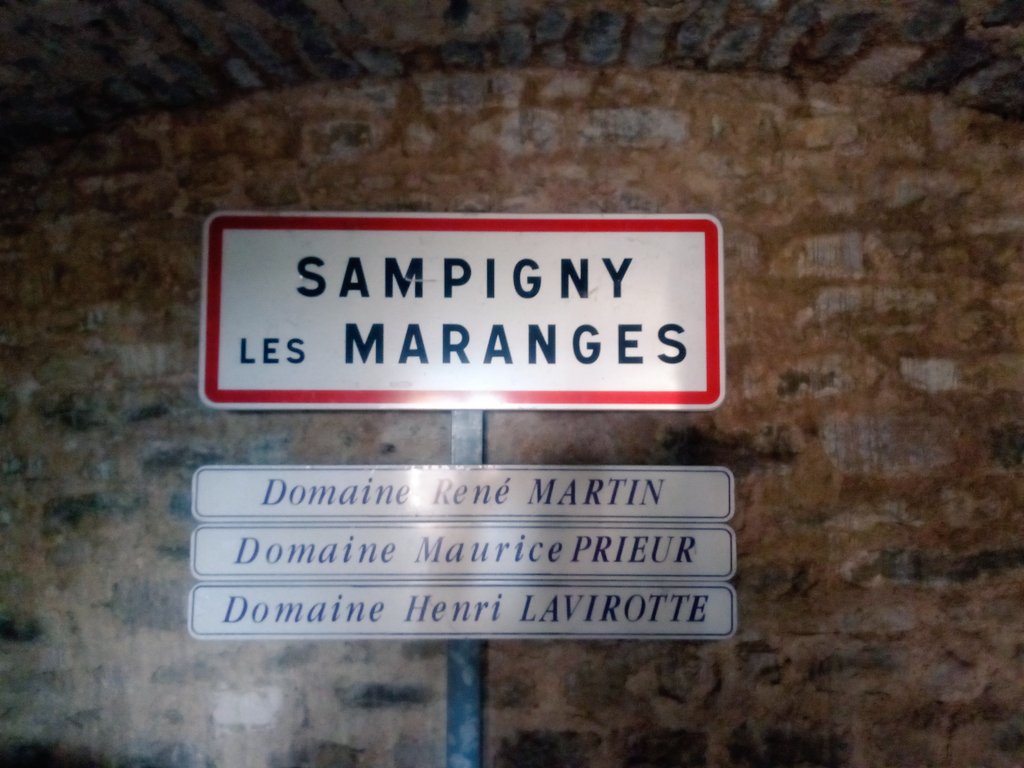 SAMPIGNY
LES MARANGES
Domaine René MARTIN
Domaine Maurice PRIEUR
Domaine Henri LAVIROTTE